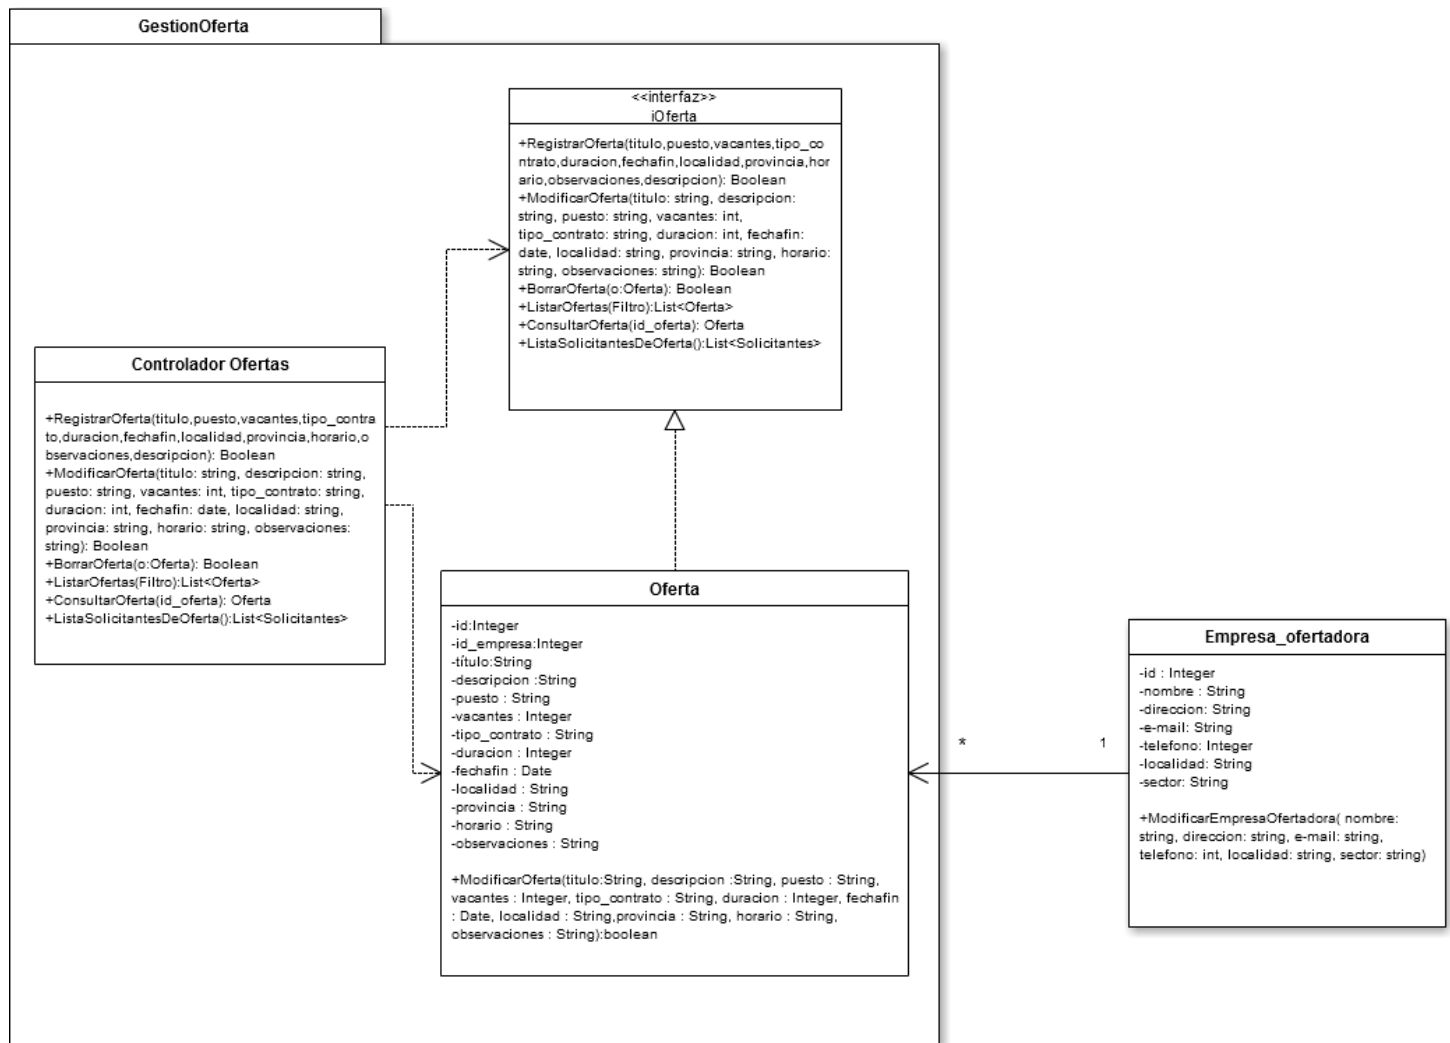 GestionOferta
<<interfaz>>
iOferta
+RegistrarOferta(titulo,puesto,vacantes,tipo_co
ntrato,duracion,fechafin,localidad,provincia,hor
ario,observaciones,descripcion): Boolean
+ModificarOferta(titulo: string, descripcion:
string, puesto: string, vacantes: int,
tipo_contrato: string, duracion: int, fechafin:
date, localidad: string, provincia: string, horario:
string, observaciones: string): Boolean
+BorrarOferta(o:Oferta): Boolean
+ListarOfertas(Filtro):List<Oferta>
+ConsultarOferta(id_oferta): Oferta
+ListaSolicitantesDeOferta():List<Solicitantes>
Controlador Ofertas
+RegistrarOferta(titulo,puesto,vacantes,tipo_contra
to,duracion,fechafin,localidad,provincia,horario,o
bservaciones,descripcion): Boolean
+ModificarOferta(titulo: string, descripcion: string,
puesto: string, vacantes: int, tipo_contrato: string,
duracion: int, fechafin: date, localidad: string,
provincia: string, horario: string, observaciones:
string): Boolean
+BorrarOferta(o:Oferta): Boolean
+ListarOfertas(Filtro):List<Oferta>
+ConsultarOferta(id_oferta): Oferta
+ListaSolicitantesDeOferta():List<Solicitantes>
Oferta
-id:Integer
-id_empresa:Integer
-título:String
-descripcion :String
-puesto : String
-vacantes : Integer
-tipo_contrato : String
-duracion : Integer
-fechafin : Date
-localidad : String
-provincia : String
-horario : String
-observaciones : String
+ModificarOferta(titulo:String, descripcion :String, puesto : String,
vacantes : Integer, tipo_contrato : String, duracion : Integer, fechafin
: Date, localidad : String,provincia : String, horario : String,
observaciones : String):boolean
* 1
Empresa_ofertadora
-id : Integer
-nombre : String
-direccion: String
-e-mail: String
-telefono: Integer
-localidad: String
-sector: String
+ModificarEmpresaOfertadora( nombre:
string, direccion: string, e-mail: string,
telefono: int, localidad: string, sector: string)